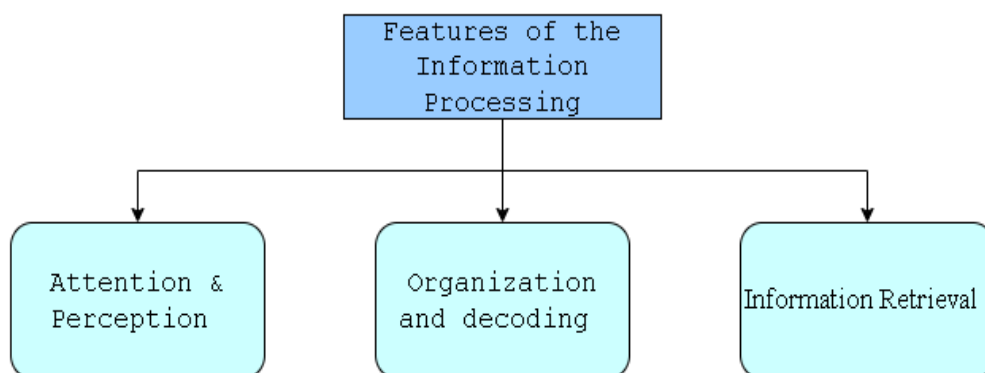 Features of the
Information
Processing
Attention &
Perception
Organization
and decoding
Information Retrieval